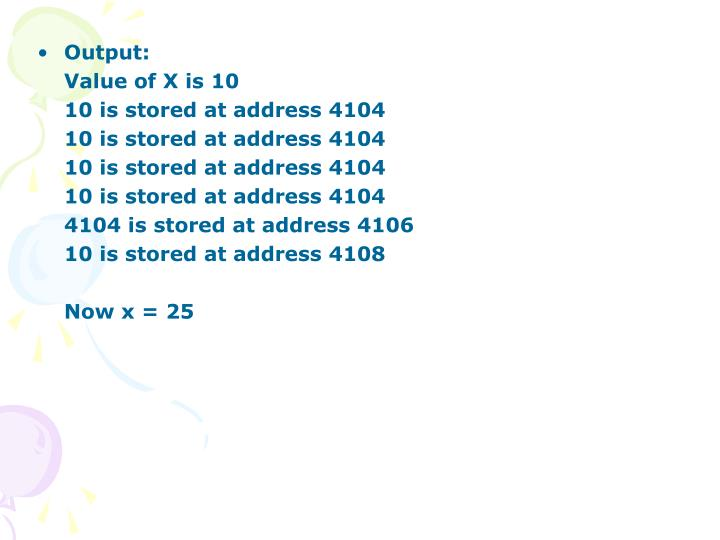 • Output:
Value of X is 10
10 is stored at address 4104
10 is stored at address 4104
10 is stored at address 4104
10 is stored at address 4104
4104 is stored at address 4106
10 is stored at address 4108
Now x = 25